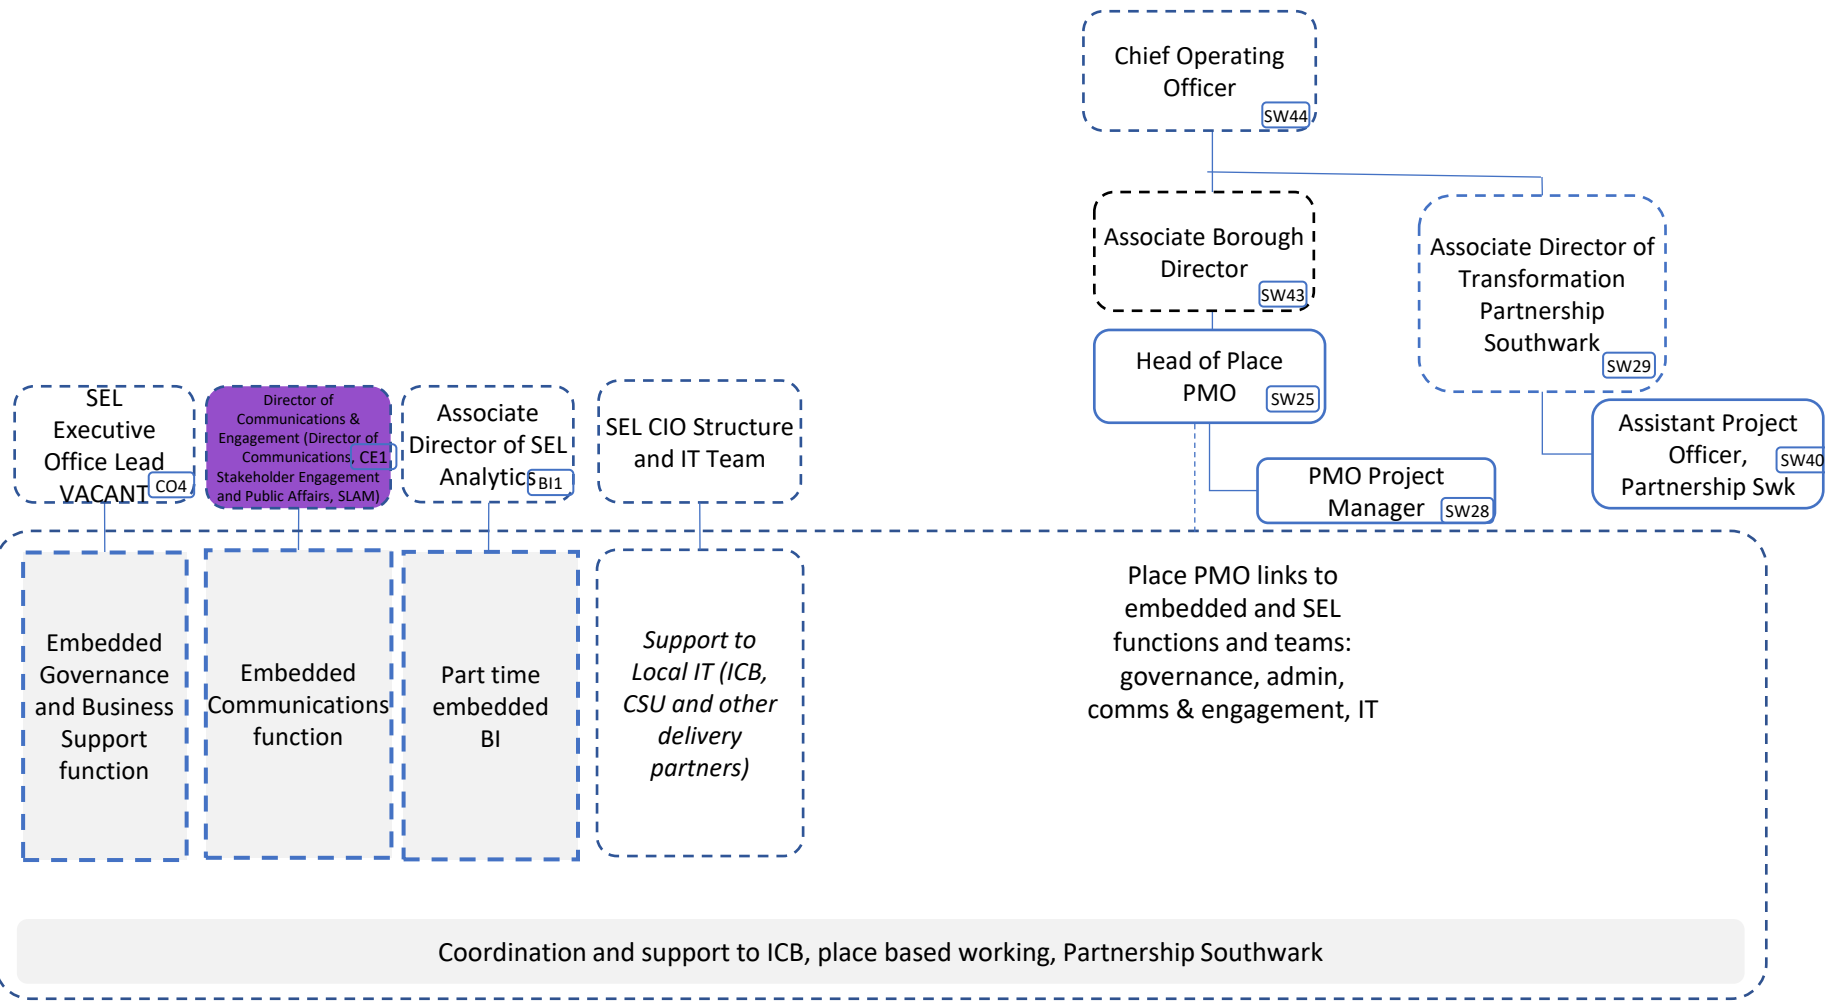 Chief Operating
Officer
SW44
Associate Borough
Director
SW43
Associate Director of
Transformation
Partnership
Southwark
SW29
Head of Place
PMO
SW25
Assistant Project
Officer,
Partnership Swk
SW40
PMO Project
Manager
SW28
SEL
Executive
Office Lead
VACANT
CO4
Director of
Communications &
Engagement (Director of
Communications,
Stakeholder Engagement
and Public Affairs, SLAM)
CE1
Associate
Director of SEL
Analytics
BI1
SEL CIO Structure
and IT Team
Embedded
Governance
and Business
Support
function
Embedded
Communications
function
Part time
embedded
BI
Support to
Local IT (ICB,
CSU and other
delivery
partners)
Place PMO links to
embedded and SEL
functions and teams:
governance, admin,
comms & engagement, IT
Coordination and support to ICB, place based working, Partnership Southwark